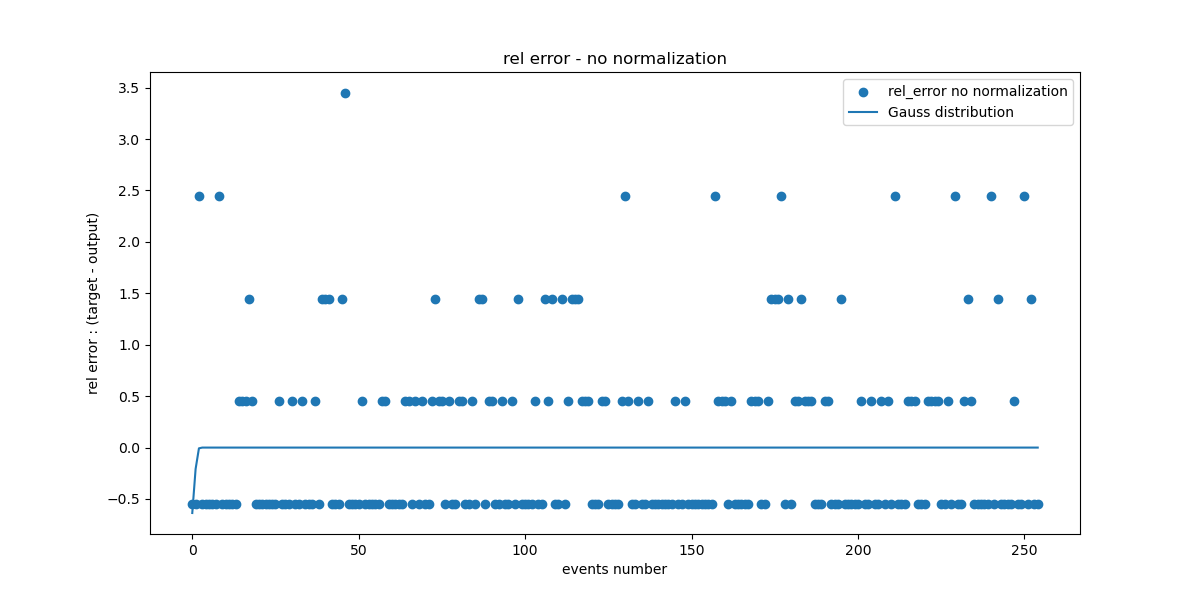 rel error - no normalization
rel_error no normalization
Gauss distribution
rel error : (target - output)
3.5
3.0
2.5
2.0
1.5
1.0
0.5
0.0
−0.5
0 50 100 150 200 250
events number